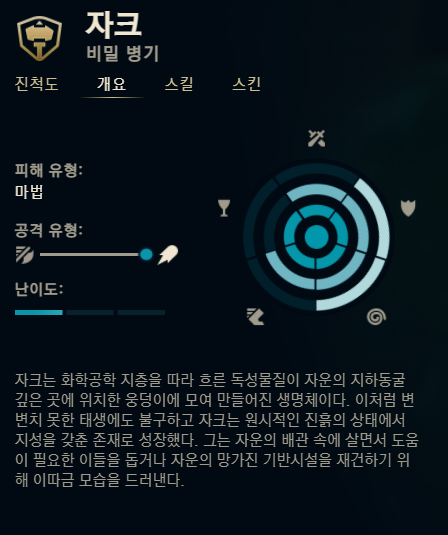 자크
비밀 병기
진척도 개요 스킬 스킨
피해 유형:
마법
공격 유형:
난이도:
자크는 화학공학 지층을 따라 흐른 독성물질이 자운의 지하동굴
깊은 곳에 위치한 웅덩이에 모여 만들어진 생명체이다. 이처럼 변
변치 못한 태생에도 불구하고 자크는 원시적인 진흙의 상태에서
지성을 갖춘 존재로 성장했다. 그는 자운의 배관 속에 살면서 도움
이 필요한 이들을 돕거나 자운의 망가진 기반시설을 재건하기 위
해 이따금 모습을 드러낸다.